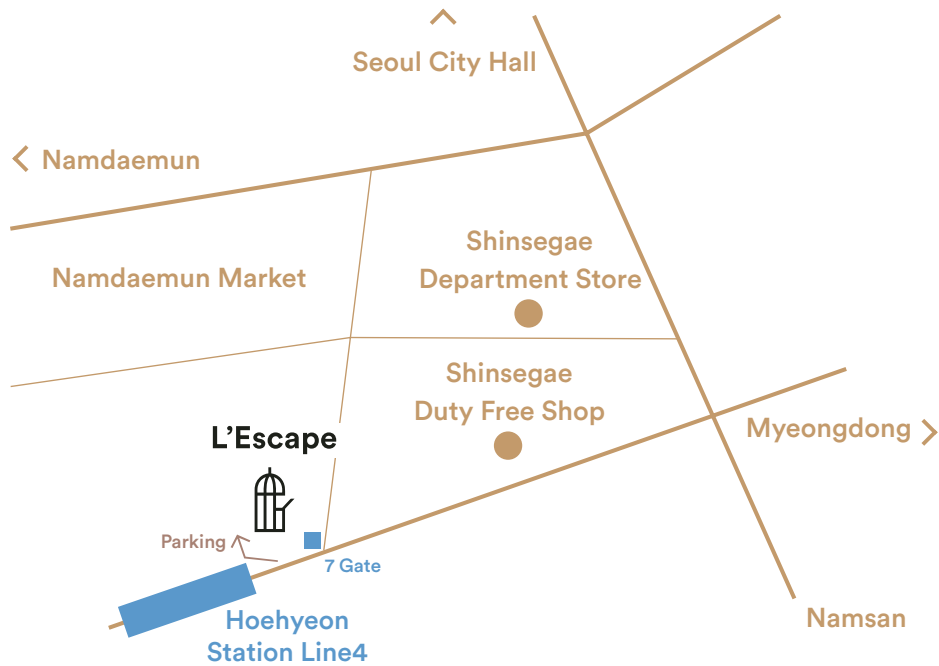 Seoul City Hall
Namdaemun
Shinsegae
Department Store
Namdaemun Market
Shinsegae
Duty Free Shop
L’Escape
Myeongdong
Parking
7 Gate
Hoehyeon
Station Line4
Namsan